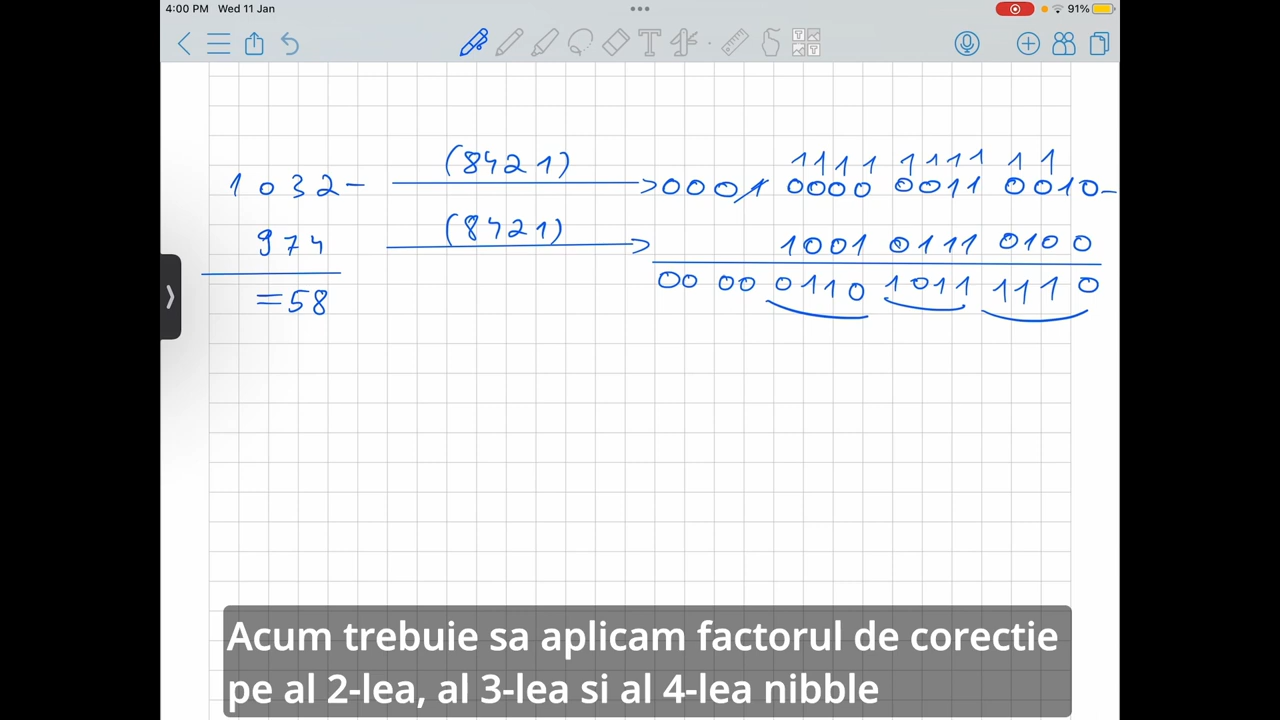 4:00 PM Wed 11 Jan
91%
(8421) 1111 1111 11
1032- 0001 0000 0011 0010-
(8421)
974 1001 0111 0100
=58 00 00 0110 1011 1110
Acum trebuie sa aplicam factorul de corectie
pe al 2-lea, al 3-lea si al 4-lea nibble